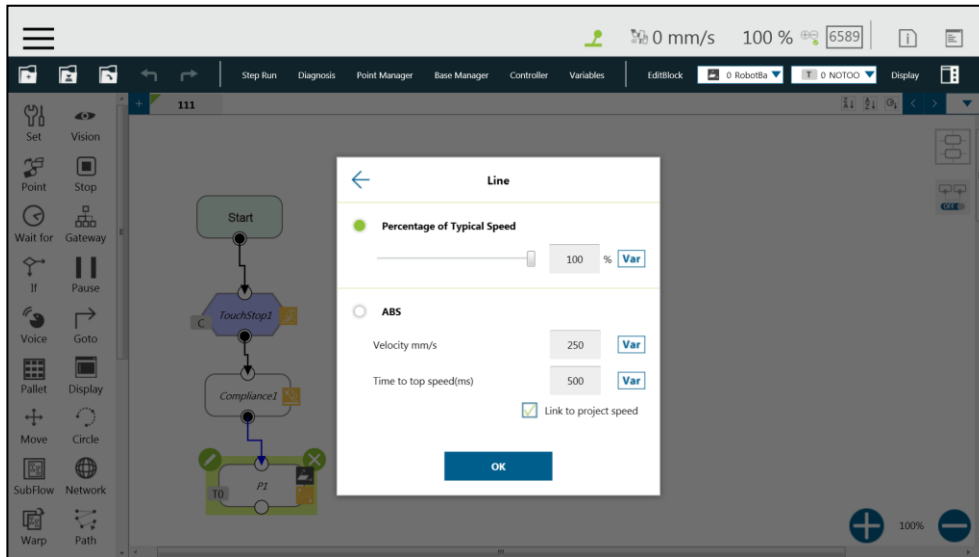 0 mm/s 100 % 6589
Step Run Diagnosis Point Manager Base Manager Controller Variables EditBlock 0 RobotBa T 0 NOTOO Display
111
Set Vision
Point Stop
Wait for Gateway
If Pause
Voice Goto
Pallet Display
Move Circle
SubFlow Network
Warp Path
Start
C TouchStop1
Compliance1
T0 P1
OFF
Line
Percentage of Typical Speed
100 % Var
ABS
Velocity mm/s 250 Var
Time to top speed(ms) 500 Var
Link to project speed
OK
100%